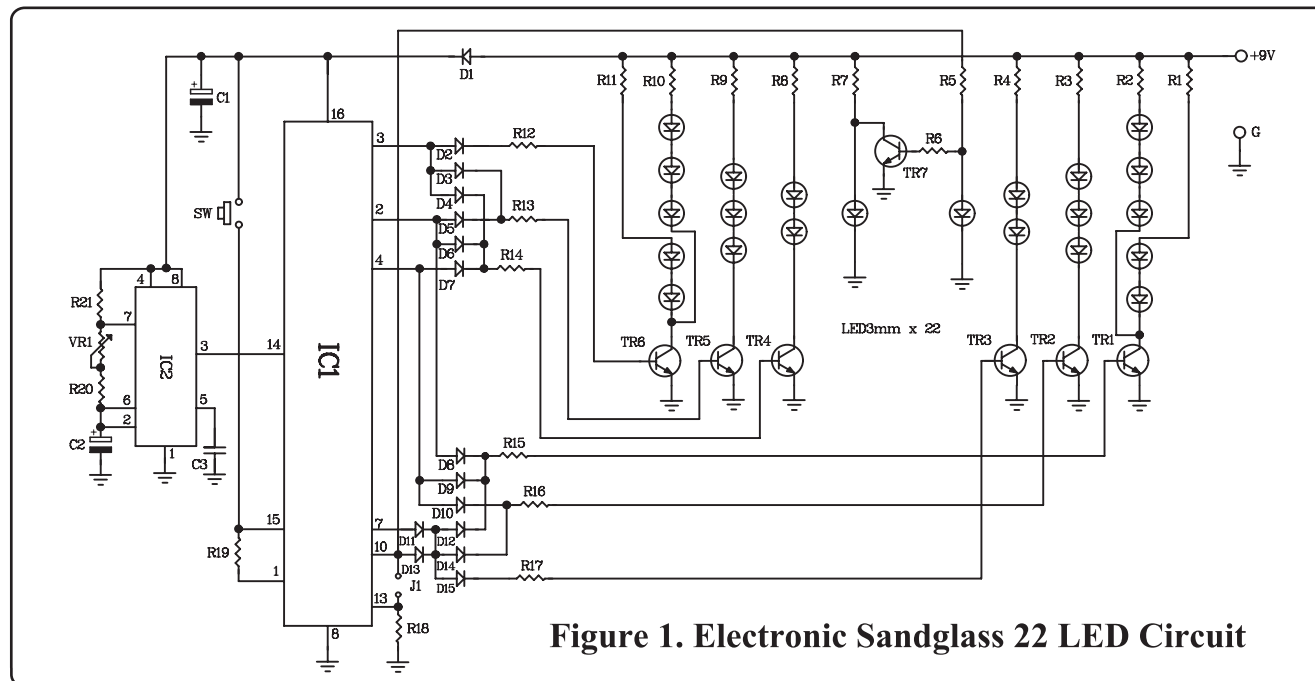 +9V
D1
R11
R10
R9
R8
R7
R5
R4
R3
R2
R1
+
C1
G
16
3
D2
R12
R6
TR7
D3
D4
SW
2
D5
R13
D6
R14
4
D7
4
8
R21
7
LED3mm x 22
VR1
IC2
3
14
IC1
TR6
TR5
TR4
TR3
TR2
TR1
R20
6
5
2
+
C2
C3
1
D8
R15
D9
D10
R16
15
7
D11
D12
R19
10
D13
D14
1
J1
D15
R17
13
R18
8
Figure 1. Electronic Sandglass 22 LED Circuit